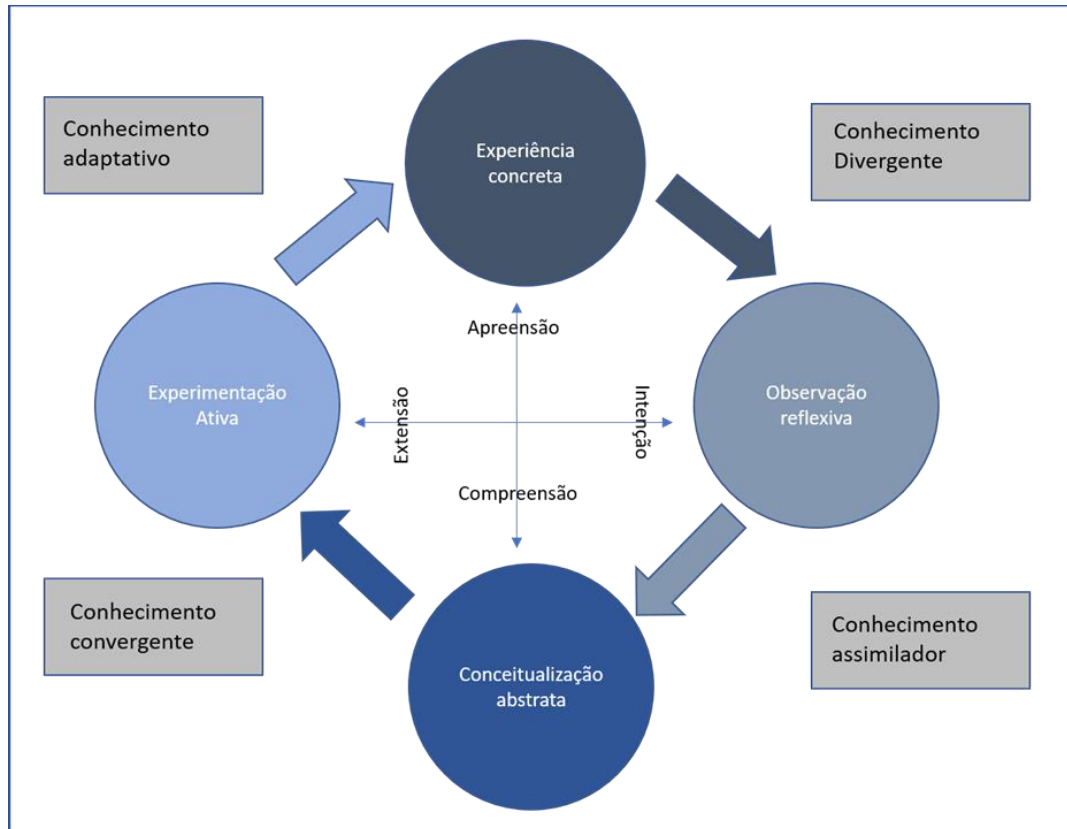 Conhecimento
adaptativo
Experiência
concreta
Conhecimento
Divergente
Apreensão
Experimentação
Ativa
Extensão
Intenção
Observação
reflexiva
Compreensão
Conhecimento
convergente
Conceitualização
abstrata
Conhecimento
assimilador